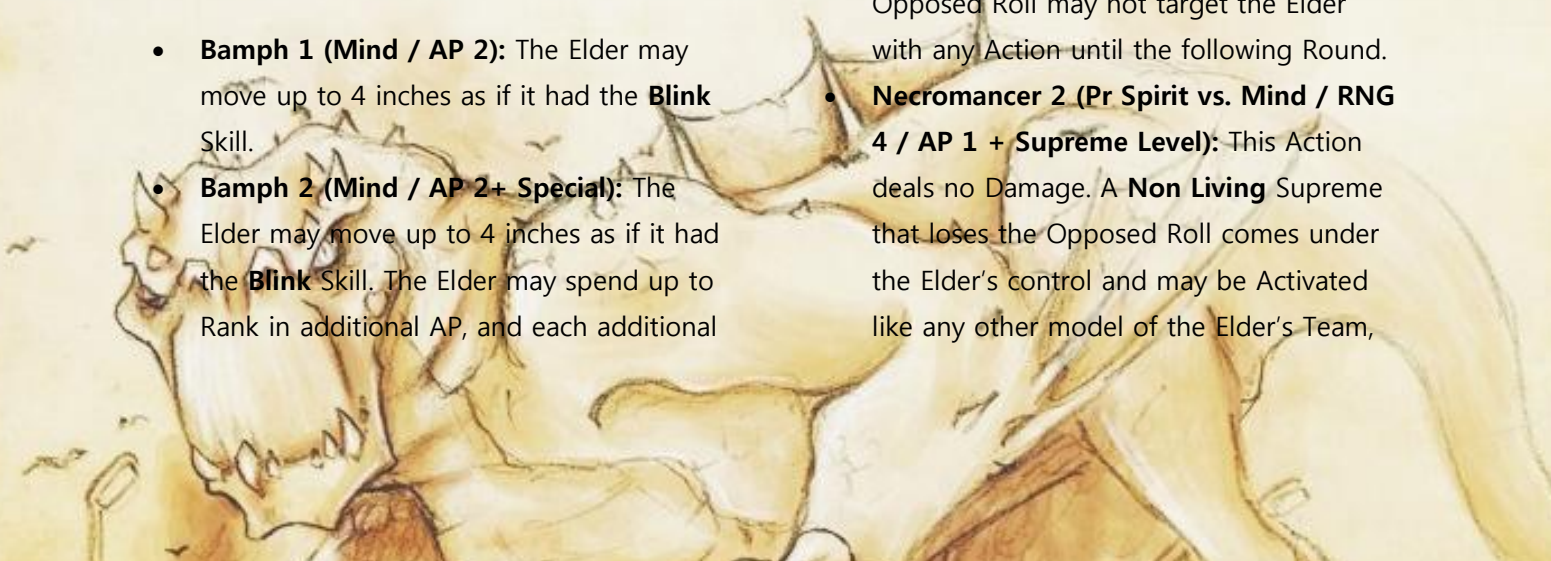 • Bamph 1 (Mind / AP 2): The Elder may
move up to 4 inches as if it had the Blink
Skill.
• Bamph 2 (Mind / AP 2+ Special): The
Elder may move up to 4 inches as if it had
the Blink Skill. The Elder may spend up to
Rank in additional AP, and each additional
Opposed Roll may not target the Elder
with any Action until the following Round.
• Necromancer 2 (Pr Spirit vs. Mind / RNG
4 / AP 1 + Supreme Level): This Action
deals no Damage. A Non Living Supreme
that loses the Opposed Roll comes under
the Elder’s control and may be Activated
like any other model of the Elder’s Team,